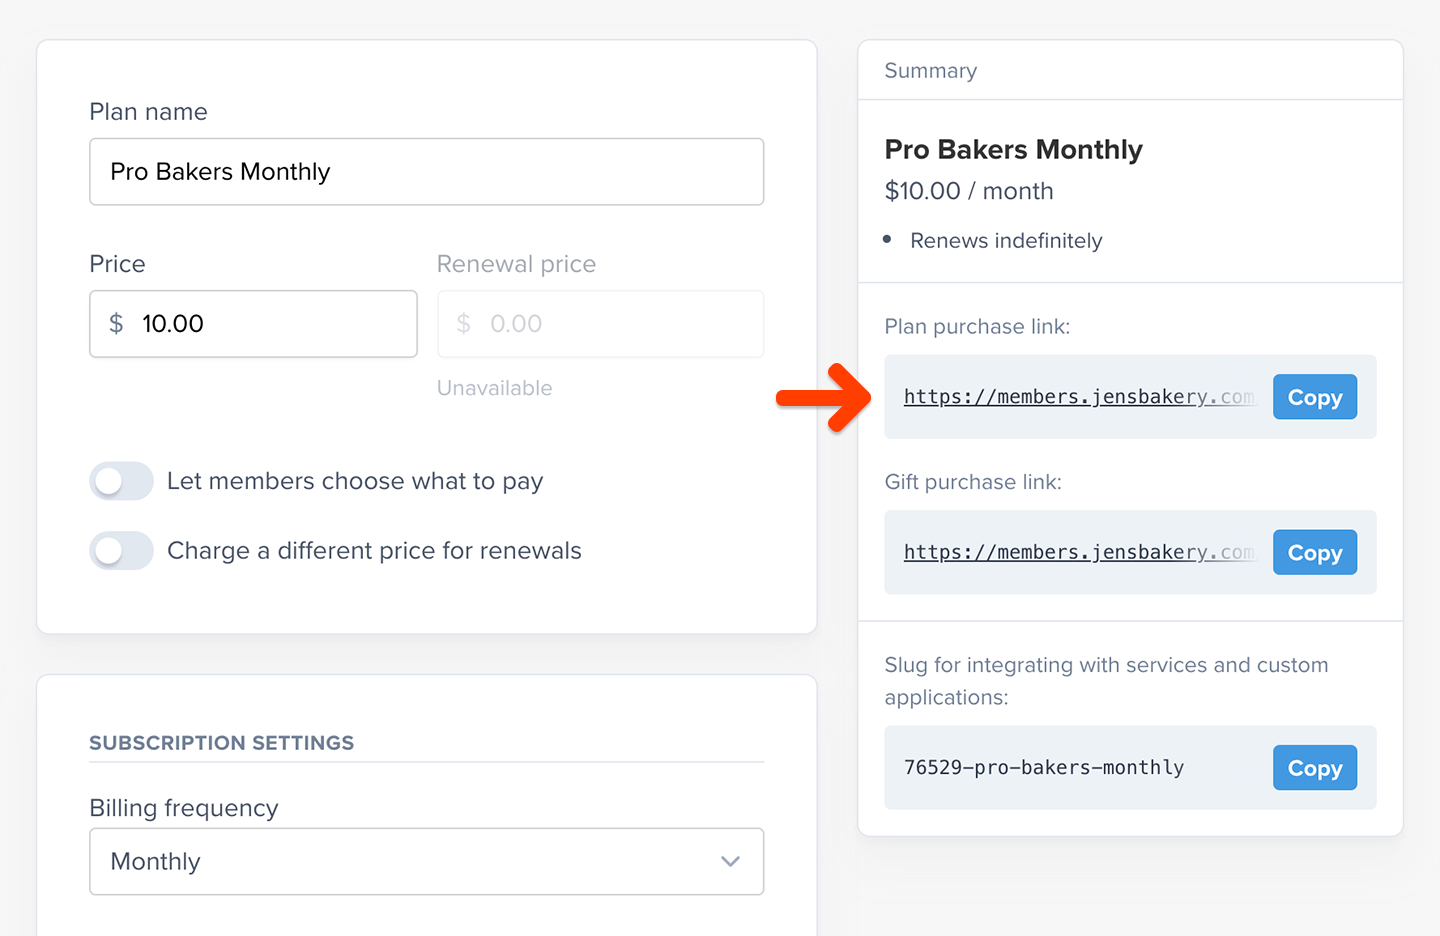 Plan name
Pro Bakers Monthly
Price
Renewal price
$ 10.00
$ 0.00
Unavailable
Let members choose what to pay
Charge a different price for renewals
SUBSCRIPTION SETTINGS
Billing frequency
Monthly
Summary
Pro Bakers Monthly
$10.00 / month
• Renews indefinitely
Plan purchase link:
https://members.jensbakery.com Copy
Gift purchase link:
https://members.jensbakery.com Copy
Slug for integrating with services and custom
applications:
76529-pro-bakers-monthly Copy